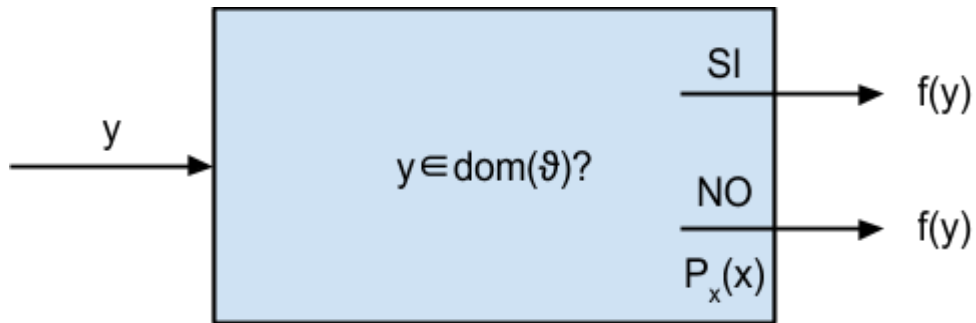 SI
f(y)
y
y∈dom(ϑ)?
NO
f(y)
Pₓ(x)